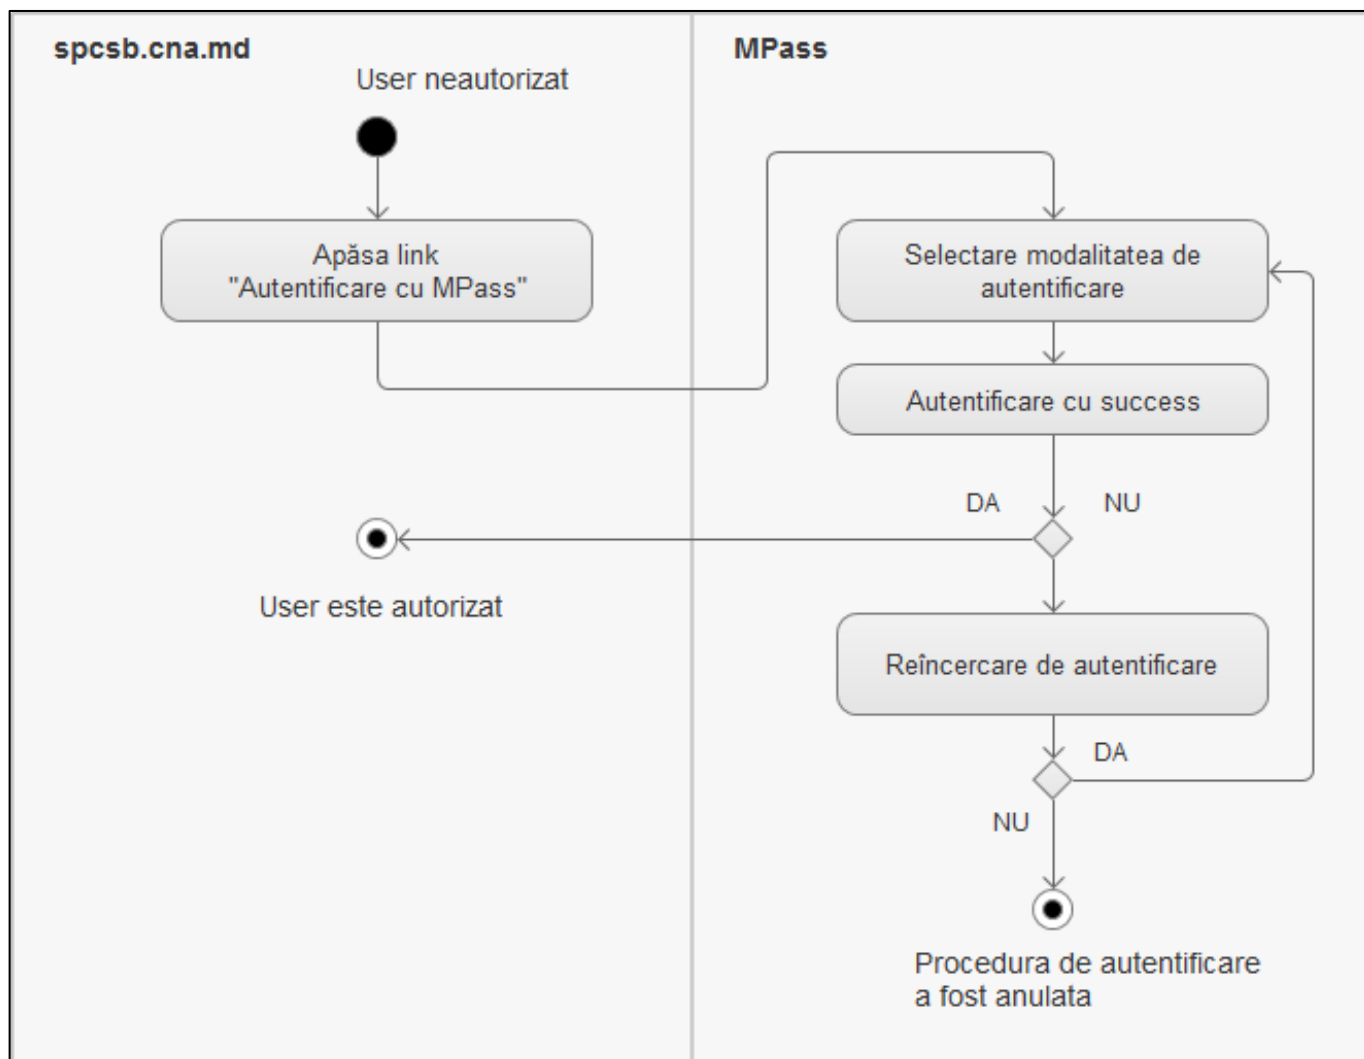 spcsb.cna.md
User neautorizat
Apăsa link
"Autentificare cu MPass"
User este autorizat
MPass
Selectare modalitatea de
autentificare
Autentificare cu success
DA
NU
Reîncercare de autentificare
DA
NU
Procedura de autentificare
a fost anulata